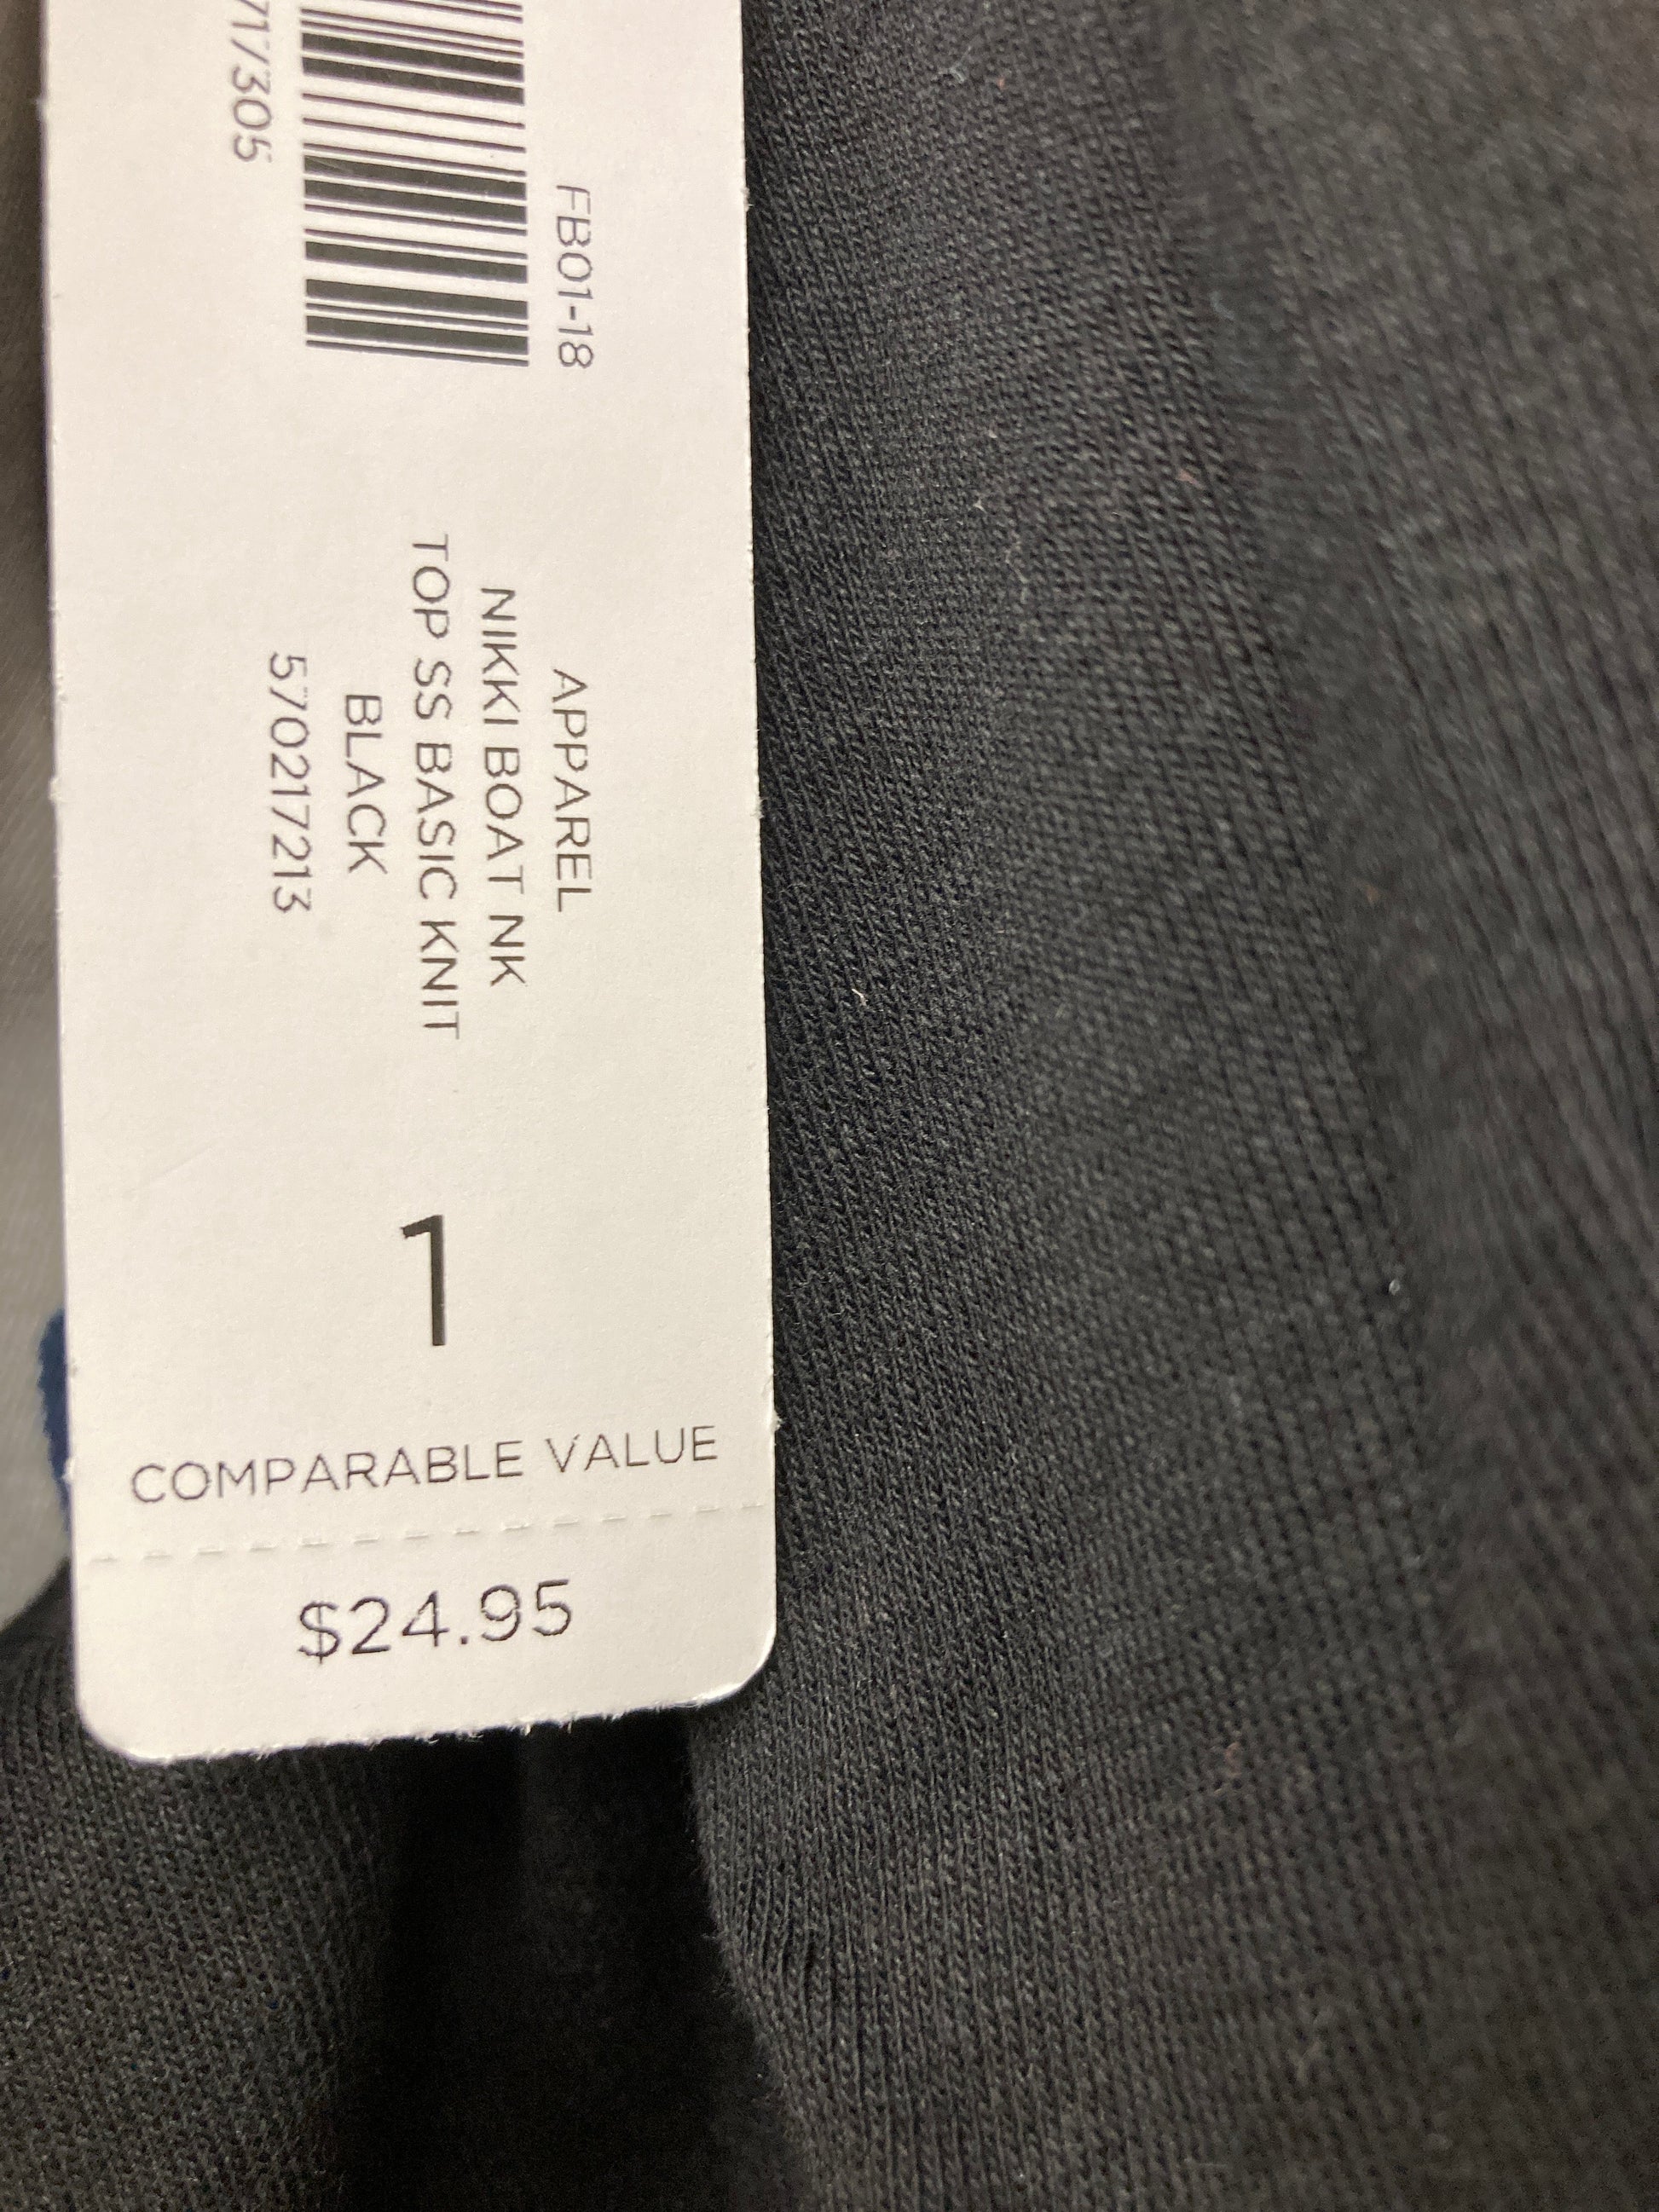 FB01-18
APPAREL
NIKKI BOAT NK
TOP SS BASIC KNIT
BLACK
570217213
1
COMPARABLE VALUE
$24.95